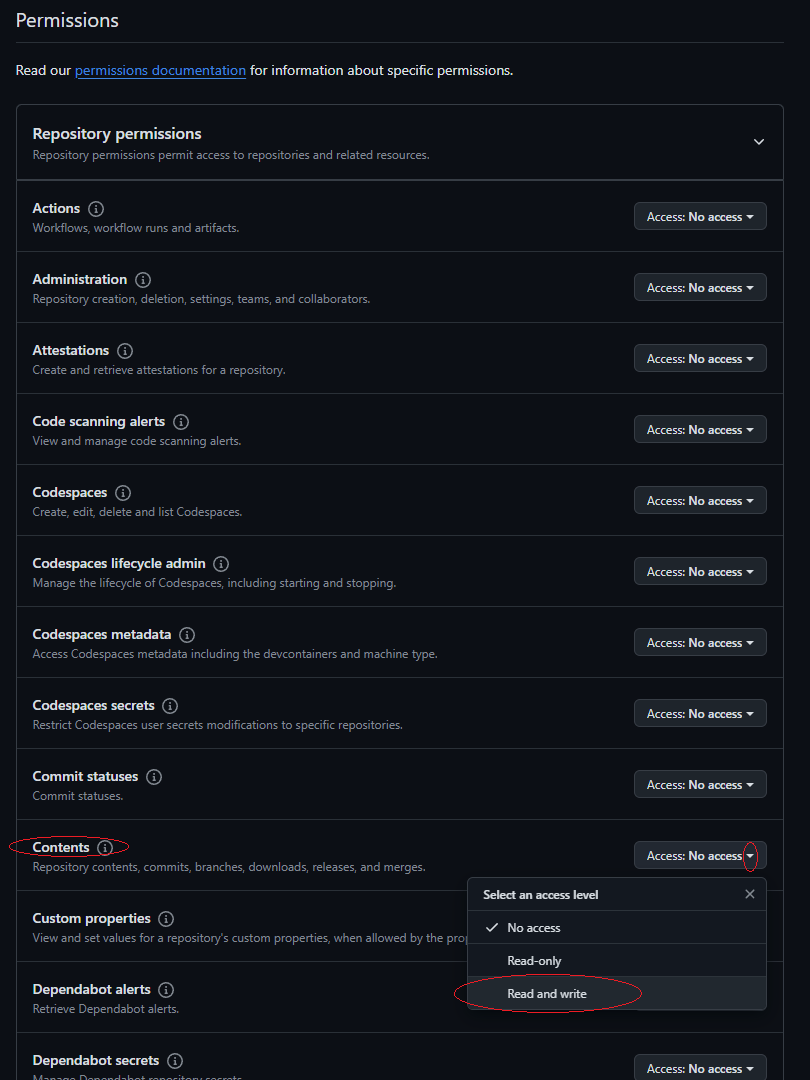 Permissions
Read our permissions documentation for information about specific permissions.
Repository permissions
Repository permissions permit access to repositories and related resources.
Actions
Workflows, workflow runs and artifacts.
Access: No access
Administration
Repository creation, deletion, settings, teams, and collaborators.
Access: No access
Attestations
Create and retrieve attestations for a repository.
Access: No access
Code scanning alerts
View and manage code scanning alerts.
Access: No access
Codespaces
Create, edit, delete and list Codespaces.
Access: No access
Codespaces lifecycle admin
Manage the lifecycle of Codespaces, including starting and stopping.
Access: No access
Codespaces metadata
Access Codespaces metadata including the devcontainers and machine type.
Access: No access
Codespaces secrets
Restrict Codespaces user secrets modifications to specific repositories.
Access: No access
Commit statuses
Commit statuses.
Access: No access
Contents
Repository contents, commits, branches, downloads, releases, and merges.
Access: No access
Select an access level
No access
Read-only
Read and write
Custom properties
View and set values for a repository's custom properties, when allowed by the
Dependabot alerts
Retrieve Dependabot alerts.
Dependabot secrets
Manage Dependabot repository secrets.
Access: No access